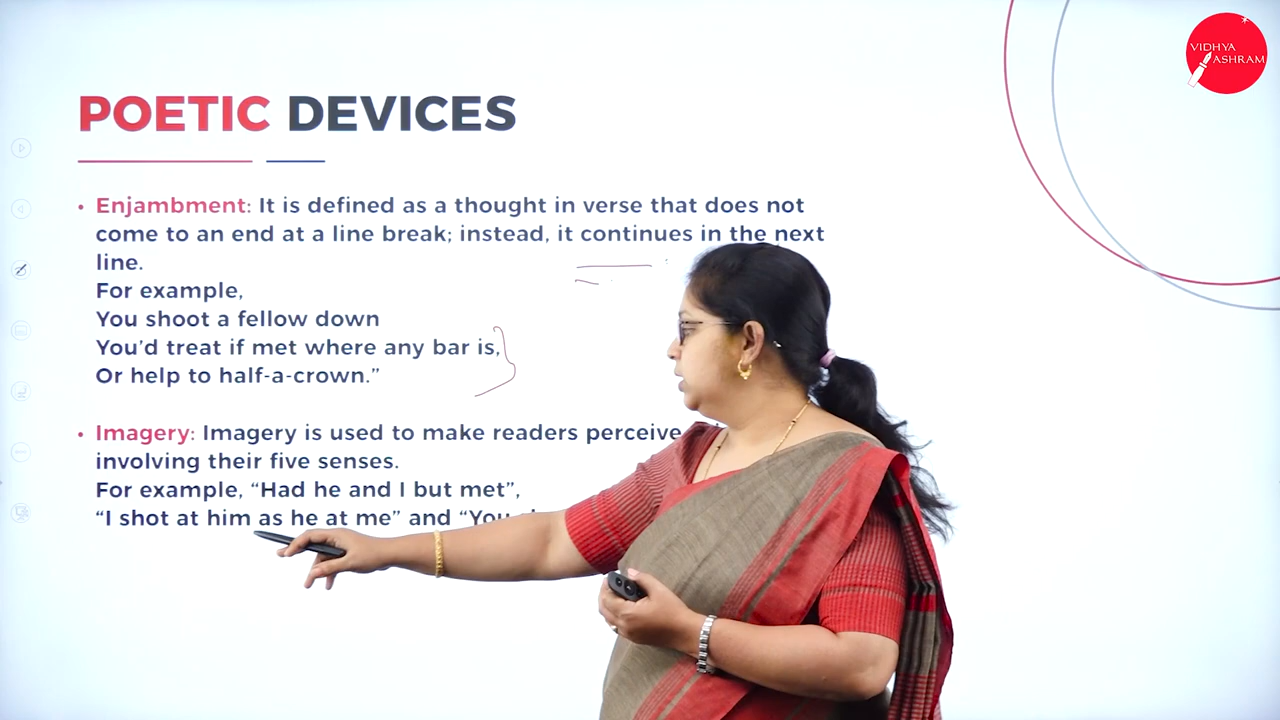 VIDHYA
ASHRAM
POETIC DEVICES
• Enjambment: It is defined as a thought in verse that does not
come to an end at a line break; instead, it continues in the next
line.
For example,
You shoot a fellow down
You'd treat if met where any bar is,
Or help to half-a-crown.”
• Imagery: Imagery is used to make readers perceive
involving their five senses.
For example, “Had he and I but met”,
“I shot at him as he at me” and “You